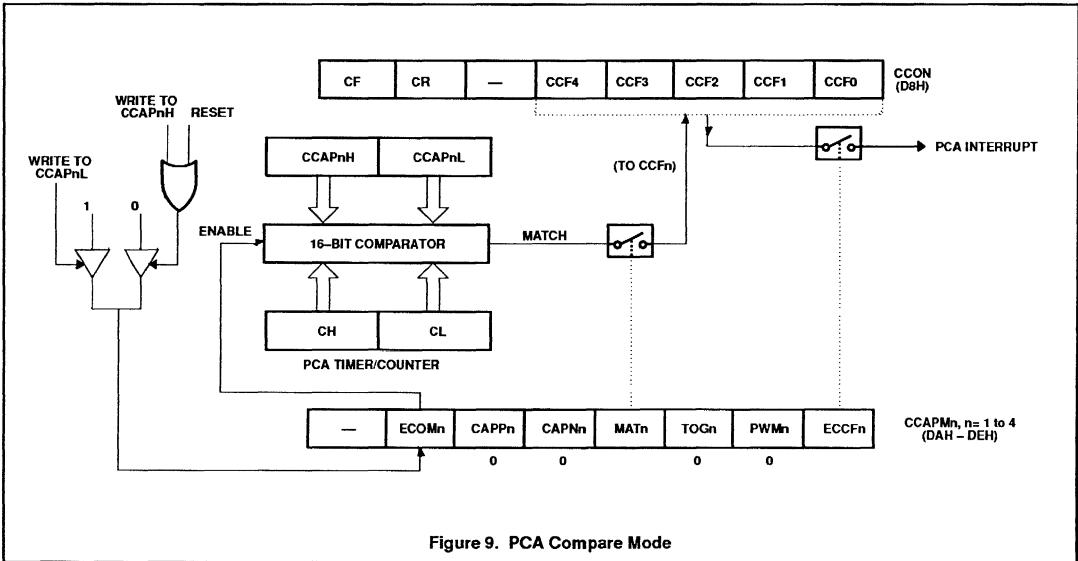 CF CR — CCF4 CCF3 CCF2 CCF1 CCF0
CCON
(D8H)
WRITE TO
CCAPnH RESET
WRITE TO
CCAPnL
1 0
CCAPnH CCAPnL
(TO CCFn)
PCA INTERRUPT
ENABLE
16–BIT COMPARATOR
MATCH
CH CL
PCA TIMER/COUNTER
— ECOMn CAPPn CAPNn MATn TOGn PWMn ECCFn
CCAPMn, n= 1 to 4
(DAH – DEH)
0 0 0 0
Figure 9. PCA Compare Mode